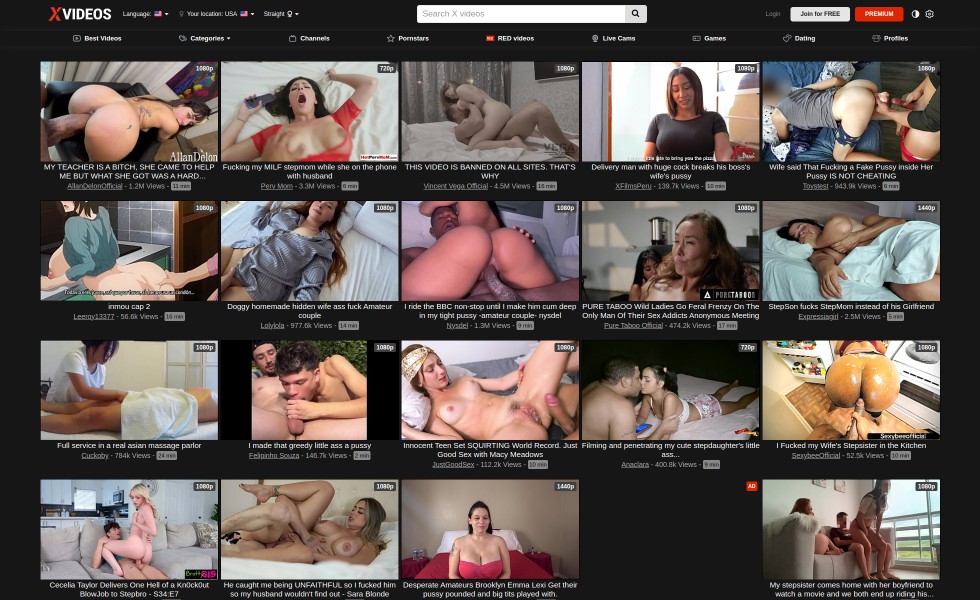 XVIDEOS
Language:
Your location: USA
Straight
Search X videos
Login
Join for FREE
PREMIUM
Best Videos
Categories
Channels
Pornstars
RED videos
Live Cams
Games
Dating
Profiles
1080p
720p
1080p
1080p
1080p
AllanDelon
MY TEACHER IS A BITCH, SHE CAME TO HELP
ME BUT WHAT SHE GOT WAS A HARD...
AllanDelonOfficial - 1.2M Views - 11 min
Fucking my MILF stepmom while she on the phone
with husband
Perv Mom - 3.3M Views - 6 min
THIS VIDEO IS BANNED ON ALL SITES. THAT'S
WHY
Vincent Vega Official - 4.5M Views - 16 min
Delivery man with huge cock breaks his boss's
wife's pussy
XFilmsPeru - 139.7k Views - 10 min
Wife said That Fucking a Fake Pussy inside Her
Pussy IS NOT CHEATING
Toystest - 943.9k Views - 6 min
1080p
1080p
1080p
1080p
1440p
PURETABOO
inmou cap 2
Leeroy13377 - 56.6k Views - 16 min
Doggy homemade hidden wife ass fuck Amateur
couple
Lolylola - 977.6k Views - 14 min
I ride the BBC non-stop until I make him cum deep
in my tight pussy -amateur couple- nysdel
Nysdel - 1.3M Views - 9 min
PURE TABOO Wild Ladies Go Feral Frenzy On The
Only Man Of Their Sex Addicts Anonymous Meeting
Pure Taboo Official - 474.2k Views - 17 min
StepSon fucks StepMom instead of his Girlfriend
Expressiagirl - 2.5M Views - 5 min
1080p
1080p
1080p
720p
1080p
Sexybeeofficial
Full service in a real asian massage parlor
Cuckoby - 784k Views - 24 min
I made that greedy little ass a pussy
Felipinho Souza - 146.7k Views - 2 min
Innocent Teen Set SQUIRTING World Record. Just
Good Sex with Macy Meadows
JustGoodSex - 112.2k Views - 10 min
Filming and penetrating my cute stepdaughter's little
ass...
Anaclara - 400.8k Views - 9 min
I Fucked my Wife's Stepsister in the Kitchen
SexybeeOfficial - 52.5k Views - 10 min
1080p
1080p
1440p
AD
1080p
Cecelia Taylor Delivers One Hell of a Kn0ck0ut
BlowJob to Stepbro - S34:E7
He caught me being UNFAITHFUL so I fucked him
so my husband wouldn't find out - Sara Blonde
Desperate Amateurs Brooklyn Emma Lexi Get their
pussy pounded and big tits played with.
My stepsister comes home with her boyfriend to
watch a movie and we both end up riding his...